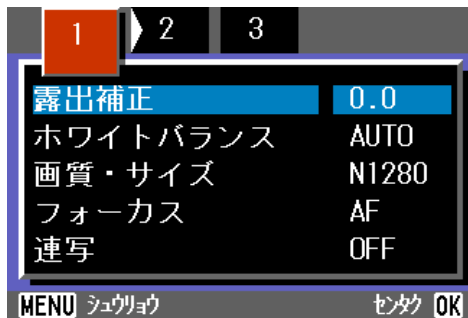 1 2 3
露出補正 0.0
ホワイトバランス AUTO
画質・サイズ N1280
フォーカス AF
連写 OFF
MENU ｼｭｳﾘｮｳ ｾﾝﾀｸ OK